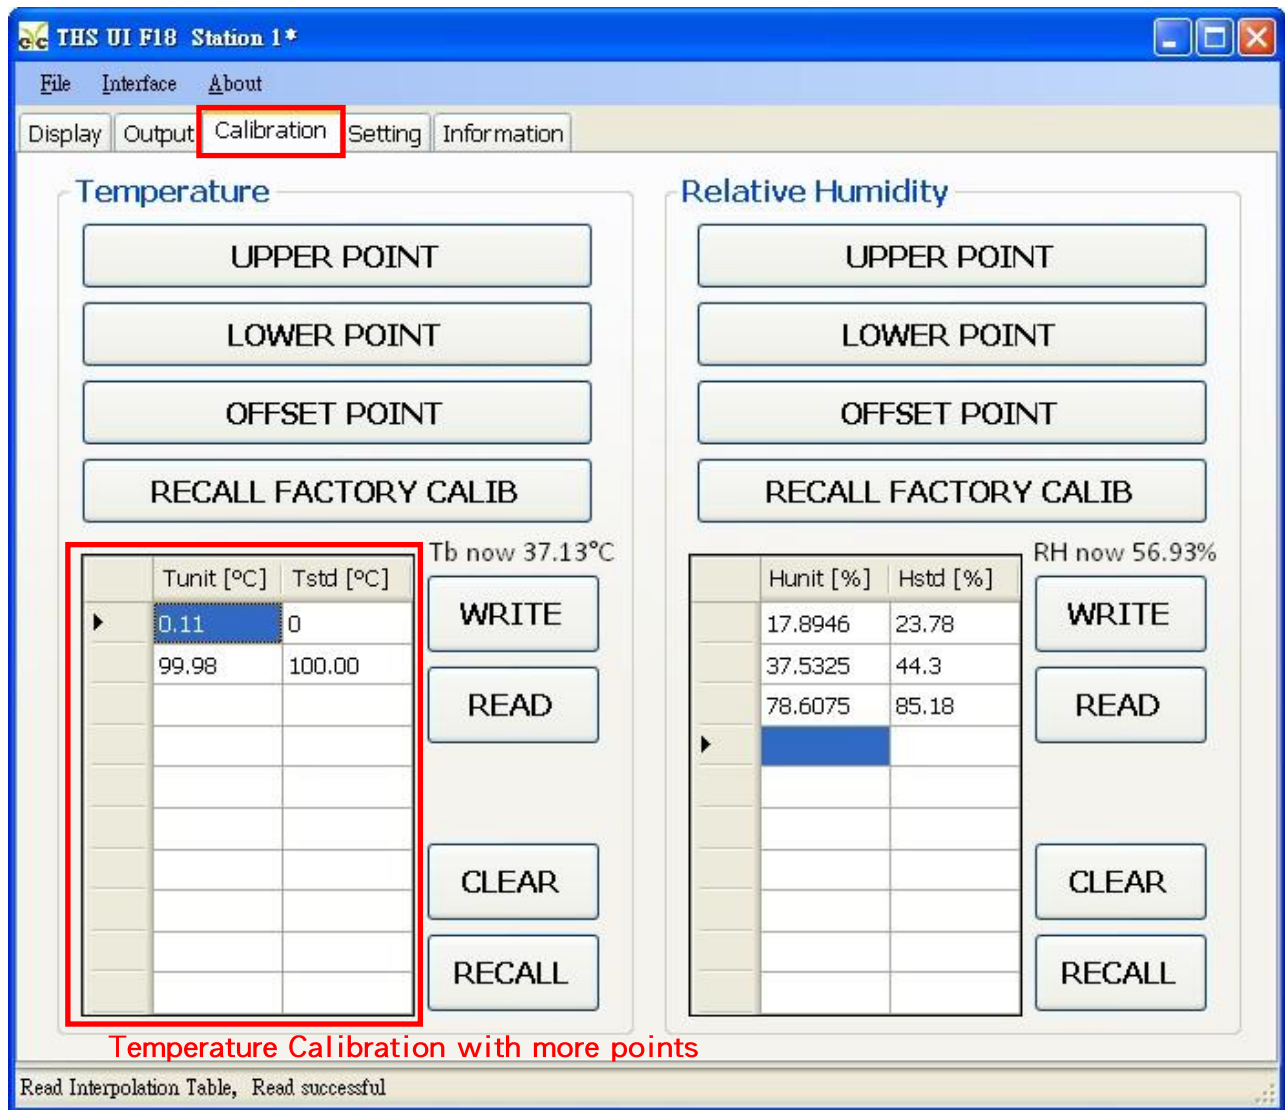 THS UI F18 Station 1*
File Interface About
Display Output Calibration Setting Information
Temperature
UPPER POINT
LOWER POINT
OFFSET POINT
RECALL FACTORY CALIB
Tb now 37.13°C
Tunit [ºC] Tstd [ºC]
0.11 0
99.98 100.00
WRITE
READ
CLEAR
RECALL
Temperature Calibration with more points
Relative Humidity
UPPER POINT
LOWER POINT
OFFSET POINT
RECALL FACTORY CALIB
RH now 56.93%
Hunit [%] Hstd [%]
17.8946 23.78
37.5325 44.3
78.6075 85.18
WRITE
READ
CLEAR
RECALL
Read Interpolation Table, Read successful